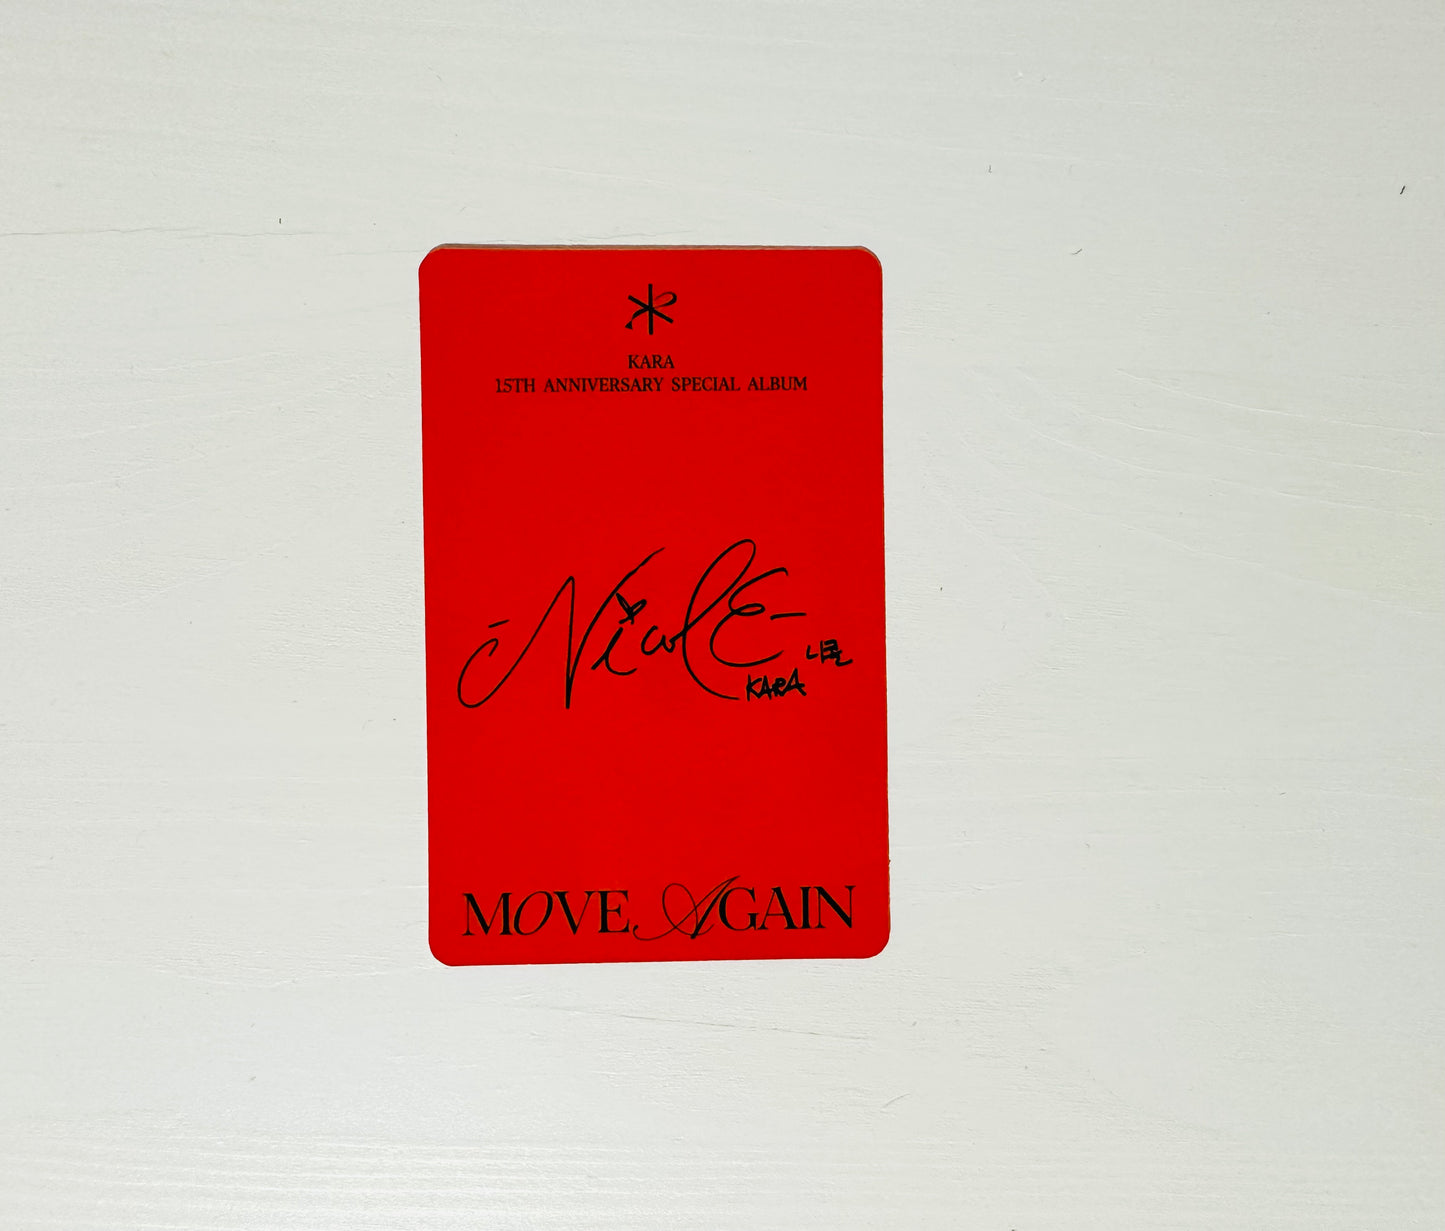 KARA
15TH ANNIVERSARY SPECIAL ALBUM
-NicolE-
니콜
KARA
MOVE AGAIN